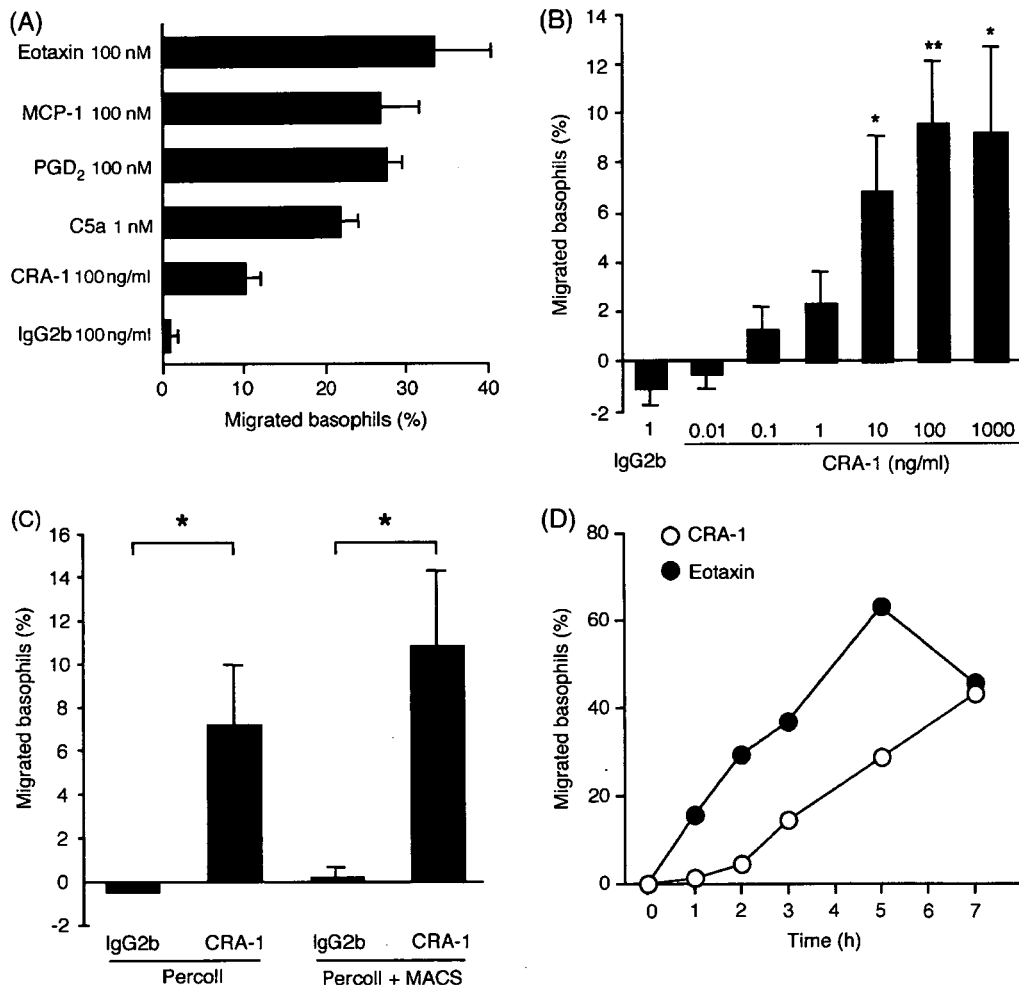 (A)
Eotaxin 100 nM
MCP-1 100 nM
PGD2 100 nM
C5a 1 nM
CRA-1 100 ng/ml
IgG2b 100 ng/ml
0 10 20 30 40
Migrated basophils (%)
(B)
Migrated basophils (%)
14
12
10
8
6
4
2
0
-2
* ** *
1 0.01 0.1 1 10 100 1000
IgG2b CRA-1 (ng/ml)
(C)
Migrated basophils (%)
16
14
12
10
8
6
4
2
0
-2
* *
IgG2b CRA-1 IgG2b CRA-1
Percoll Percoll + MACS
(D)
CRA-1
Eotaxin
Migrated basophils (%)
80
60
40
20
0
0 1 2 3 4 5 6 7
Time (h)